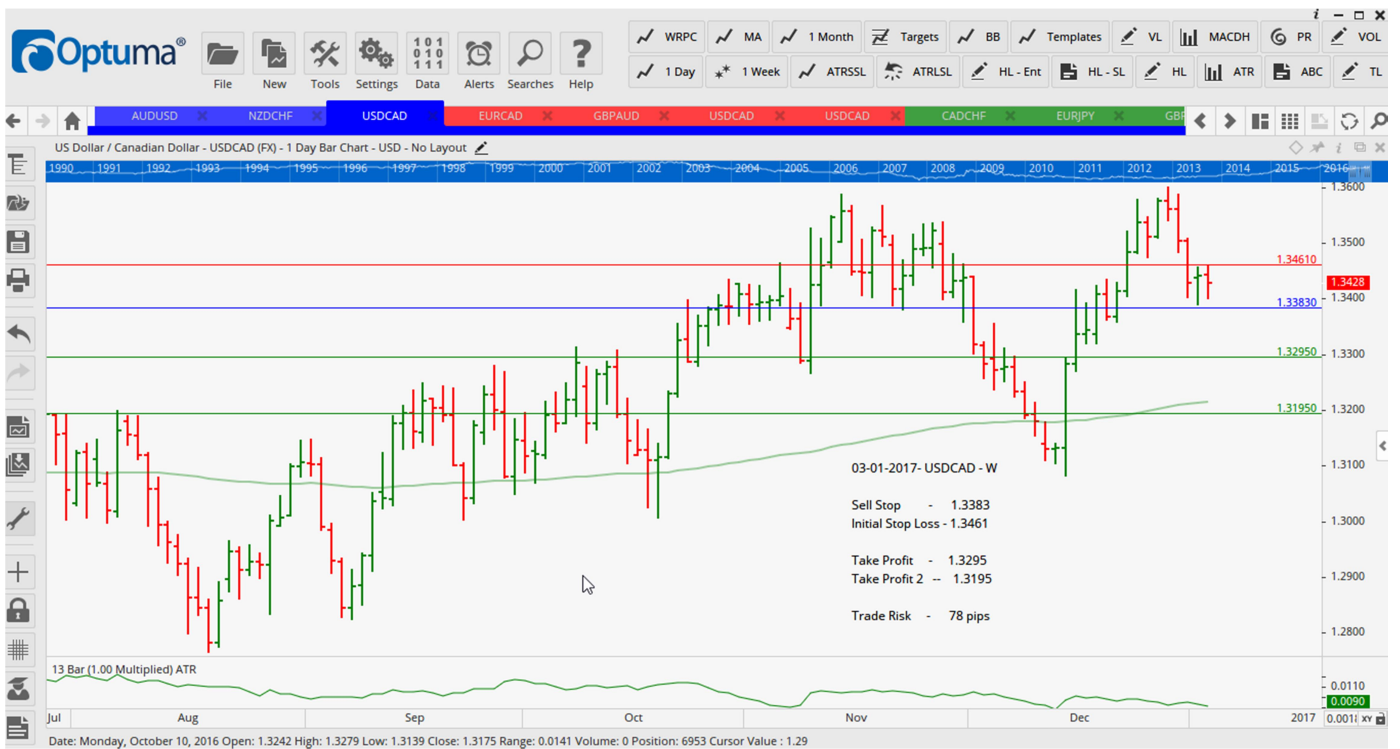 Optuma®
File New Tools Settings Data Alerts Searches Help
WRPC MA 1 Month Targets BB Templates VL MACDH PR VOL
1 Day 1 Week ATRSSL ATRLSL HL - Ent HL - SL HL ATR ABC TL
AUDUSD NZDCHF USDCAD EURCAD GBPAUD USDCAD USDCAD CADCHF EURJPY
US Dollar / Canadian Dollar - USDCAD (FX) - 1 Day Bar Chart - USD - No Layout
1990 1991 1992 1993 1994 1995 1996 1997 1998 1999 2000 2001 2002 2003 2004 2005 2006 2007 2008 2009 2010 2011 2012 2013 2014 2015 2016
1.3600
1.3500
1.34610
1.3428
1.3400
1.33830
1.32950
1.3300
1.31950
1.3200
1.3100
1.3000
1.2900
1.2800
03-01-2017- USDCAD - W
Sell Stop - 1.3383
Initial Stop Loss - 1.3461
Take Profit - 1.3295
Take Profit 2 -- 1.3195
Trade Risk - 78 pips
13 Bar (1.00 Multiplied) ATR
0.0110
0.0090
Jul Aug Sep Oct Nov Dec 2017 XY
Date: Monday, October 10, 2016 Open: 1.3242 High: 1.3279 Low: 1.3139 Close: 1.3175 Range: 0.0141 Volume: 0 Position: 6953 Cursor Value : 1.29